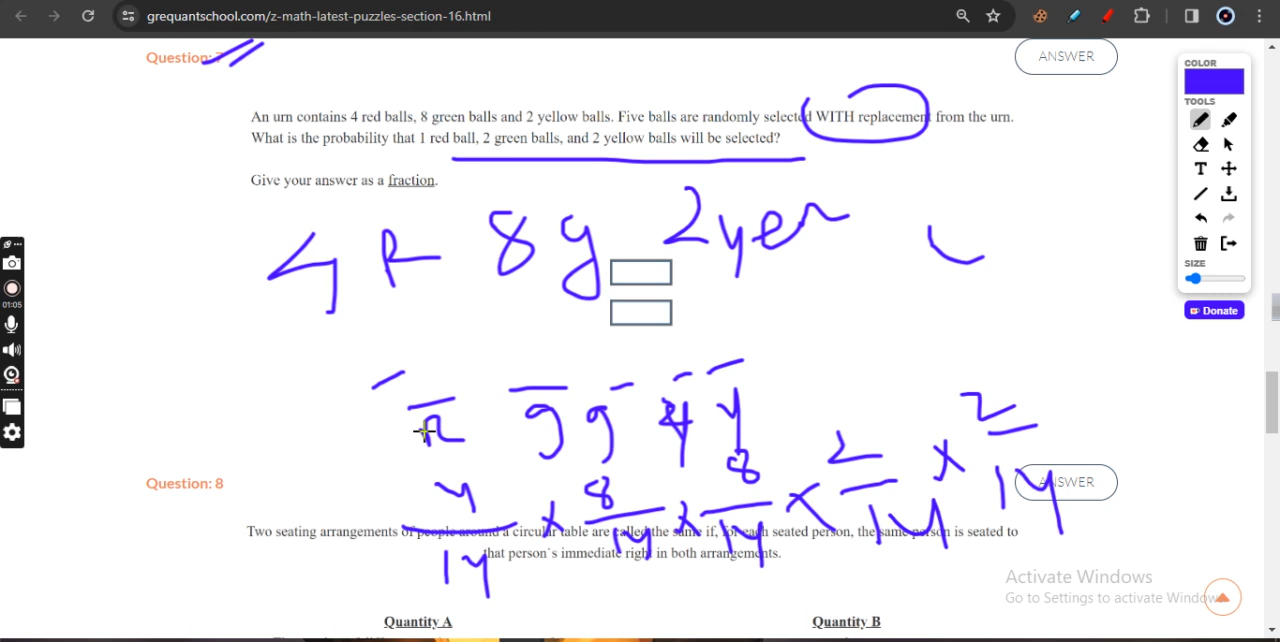 grequantschool.com/z-math-latest-puzzles-section-16.html
Question: 7
ANSWER
An urn contains 4 red balls, 8 green balls and 2 yellow balls. Five balls are randomly selected WITH replacement from the urn.
What is the probability that 1 red ball, 2 green balls, and 2 yellow balls will be selected?
Give your answer as a fraction.
4 R 8 g 2 yer
R g g y y
4/14 × 8/14 × 8/14 × 2/14 × 2/14
Question: 8
ANSWER
Two seating arrangements of people around a circular table are called the same if, for each seated person, the same person is seated to
that person's immediate right in both arrangements.
Quantity A
Quantity B
COLOR
TOOLS
T
SIZE
Donate
01:05
Activate Windows
Go to Settings to activate Windows